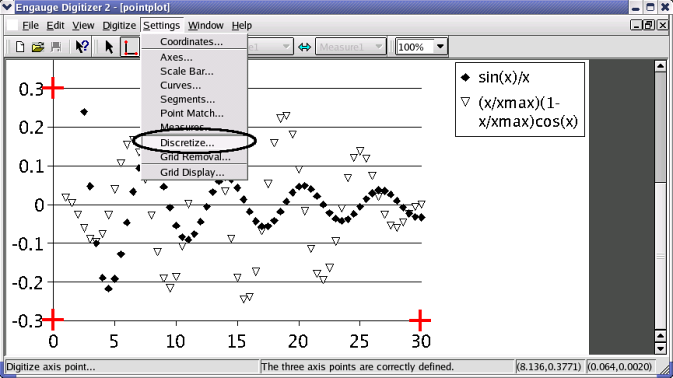 Engauge Digitizer 2 - [pointplot]
File Edit View Digitize Settings Window Help
Measure1 100%
Coordinates...
Axes...
Scale Bar...
Curves...
Segments...
Point Match...
Measures...
Discretize...
Grid Removal...
Grid Display...
sin(x)/x
(x/xmax)(1-
x/xmax)cos(x)
0.3
0.2
0.1
0
-0.1
-0.2
-0.3
0 5 10 15 20 25 30
Digitize axis point... The three axis points are correctly defined. (8.136,0.3771) (0.064,0.0020)